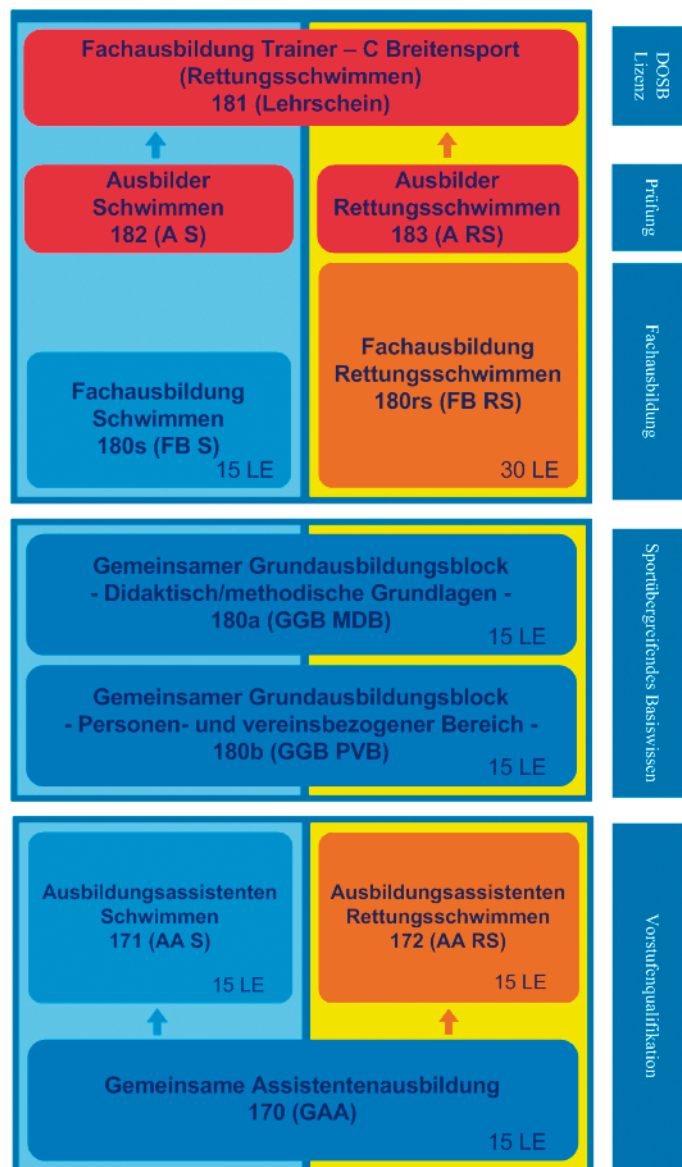 Fachausbildung Trainer – C Breitensport
(Rettungsschwimmen)
181 (Lehrschein)
DOSB
Lizenz
Ausbilder
Schwimmen
182 (A S)
Ausbilder
Rettungsschwimmen
183 (A RS)
Prüfung
Fachausbildung
Schwimmen
180s (FB S)
15 LE
Fachausbildung
Rettungsschwimmen
180rs (FB RS)
30 LE
Fachausbildung
Gemeinsamer Grundausbildungsblock
- Didaktisch/methodische Grundlagen -
180a (GGB MDB)
15 LE
Gemeinsamer Grundausbildungsblock
- Personen- und vereinsbezogener Bereich -
180b (GGB PVB)
15 LE
Sportübergreifendes Basiswissen
Ausbildungsassistenten
Schwimmen
171 (AA S)
15 LE
Ausbildungsassistenten
Rettungsschwimmen
172 (AA RS)
15 LE
Gemeinsame Assistentenausbildung
170 (GAA)
15 LE
Vorstufenqualifikation